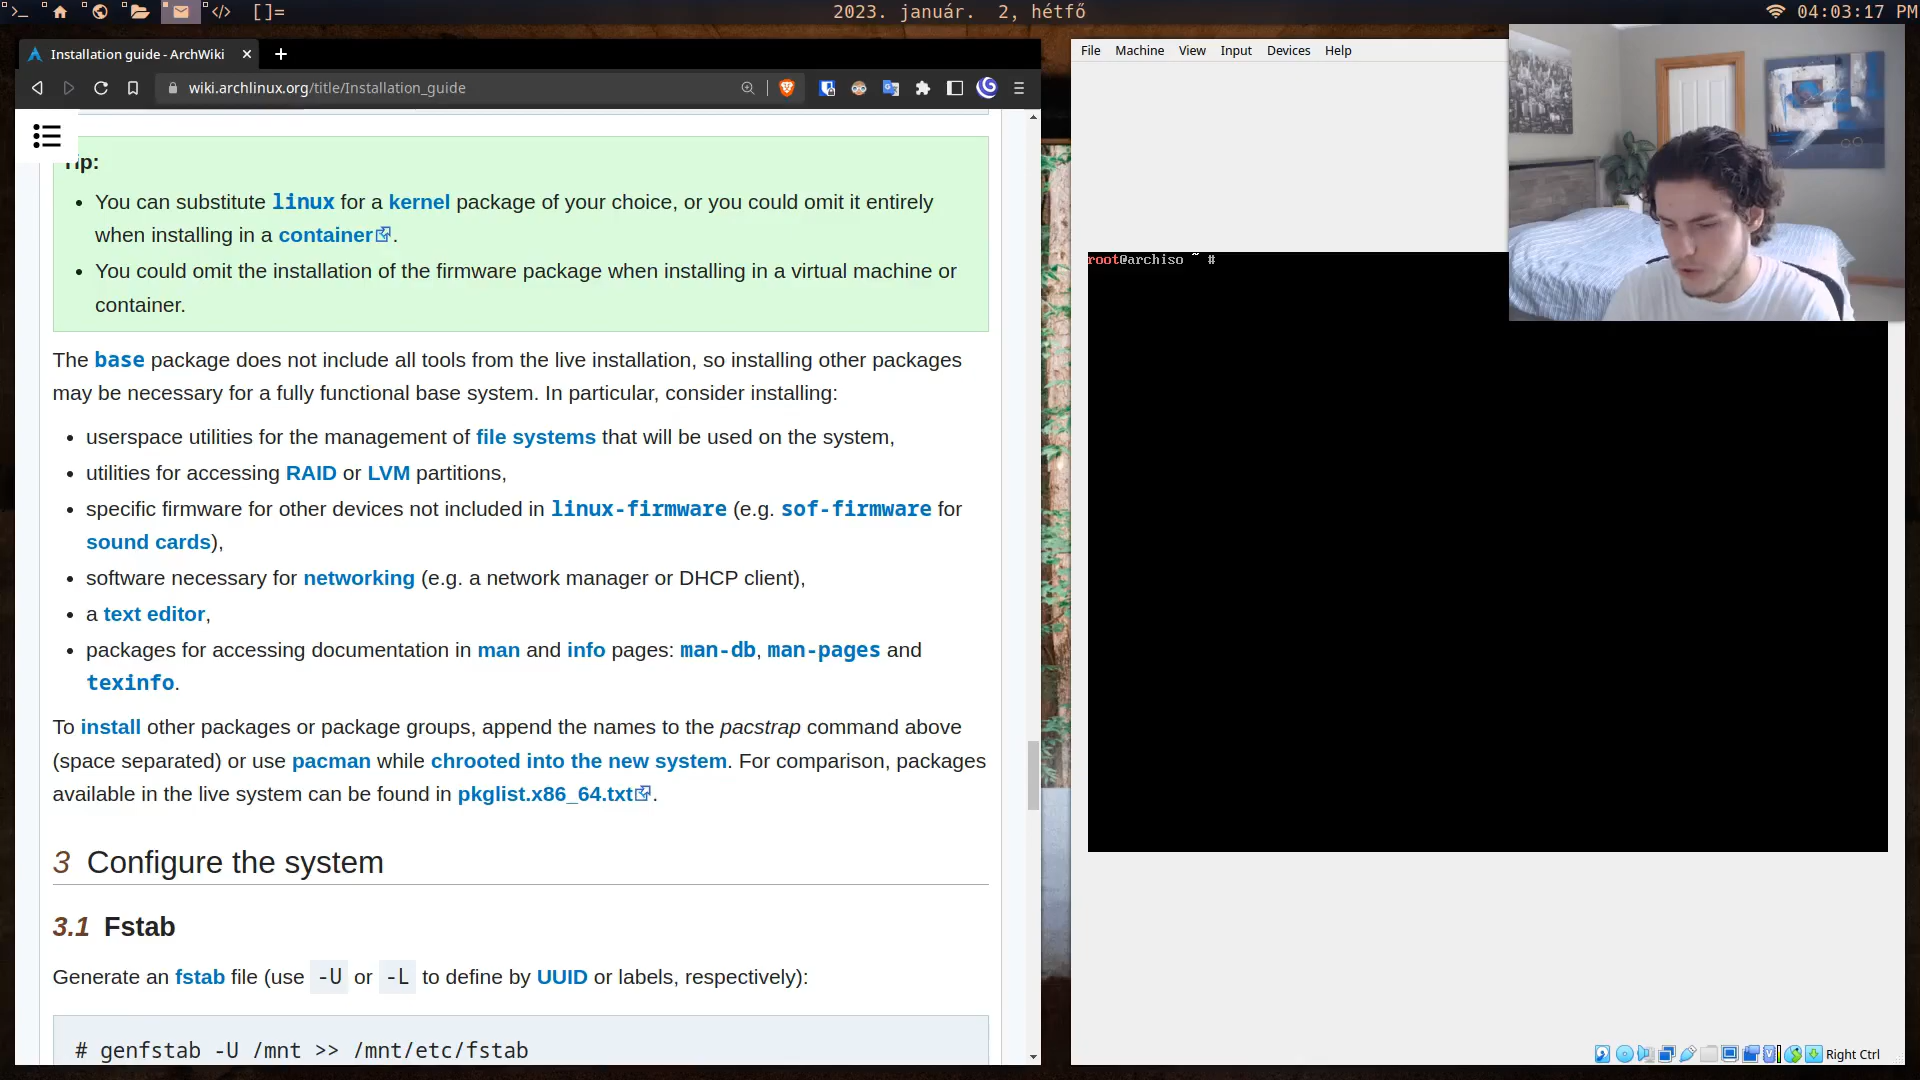 []=
2023. január.  2, hétfő
04:03:17 PM
Installation guide - ArchWiki
wiki.archlinux.org/title/Installation_guide
Tip:
You can substitute linux for a kernel package of your choice, or you could omit it entirely
when installing in a container.
You could omit the installation of the firmware package when installing in a virtual machine or
container.
The base package does not include all tools from the live installation, so installing other packages
may be necessary for a fully functional base system. In particular, consider installing:
userspace utilities for the management of file systems that will be used on the system,
utilities for accessing RAID or LVM partitions,
specific firmware for other devices not included in linux-firmware (e.g. sof-firmware for
sound cards),
software necessary for networking (e.g. a network manager or DHCP client),
a text editor,
packages for accessing documentation in man and info pages: man-db, man-pages and
texinfo.
To install other packages or package groups, append the names to the pacstrap command above
(space separated) or use pacman while chrooted into the new system. For comparison, packages
available in the live system can be found in pkglist.x86_64.txt.
3 Configure the system
3.1 Fstab
Generate an fstab file (use -U or -L to define by UUID or labels, respectively):
# genfstab -U /mnt >> /mnt/etc/fstab
File Machine View Input Devices Help
root@archiso ~ #
Right Ctrl